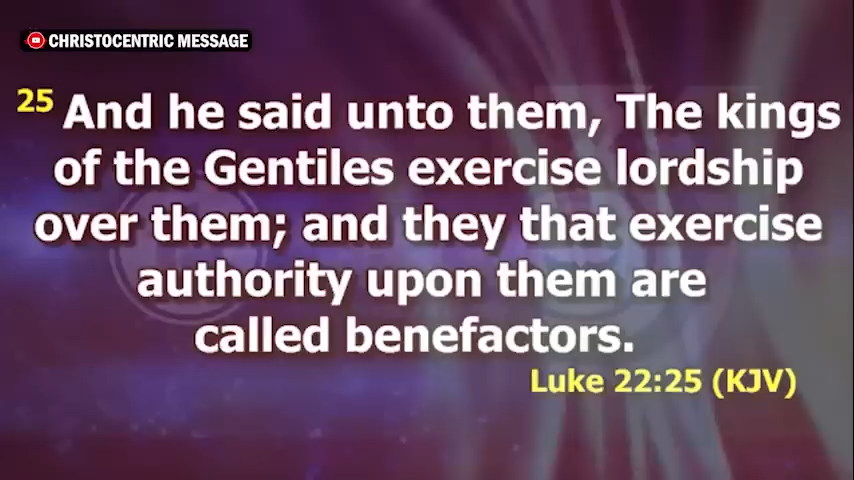 CHRISTOCENTRIC MESSAGE
25 And he said unto them, The kings
of the Gentiles exercise lordship
over them; and they that exercise
authority upon them are
called benefactors.
Luke 22:25 (KJV)